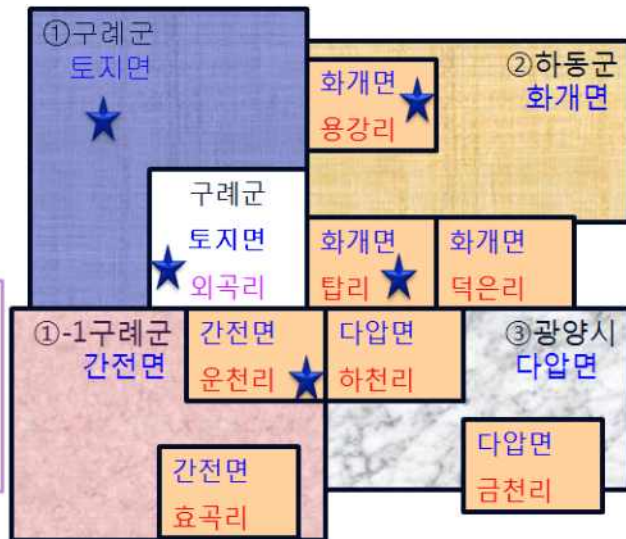 ①구례군
토지면
②하동군
화개면
화개면
용강리
구례군
토지면
외곡리
화개면
탑리
화개면
덕은리
①-1구례군
간전면
간전면
운천리
다압면
하천리
③광양시
다압면
간전면
효곡리
다압면
금천리